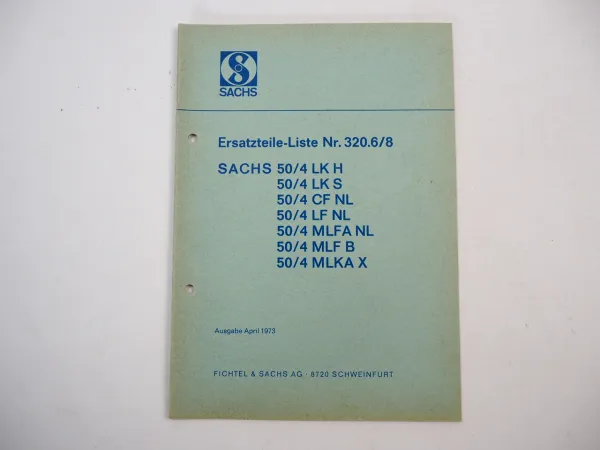 SACHS
Ersatzteile-Liste Nr. 320.6/8
SACHS 50/4 LK H
50/4 LK S
50/4 CF NL
50/4 LF NL
50/4 MLFA NL
50/4 MLF B
50/4 MLKA X
Ausgabe April 1973
FICHTEL & SACHS AG · 8720 SCHWEINFURT